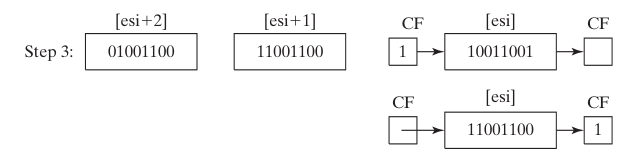 [esi+2] [esi+1] CF [esi] CF
Step 3: 01001100 11001100 1 10011001
CF [esi] CF
11001100 1